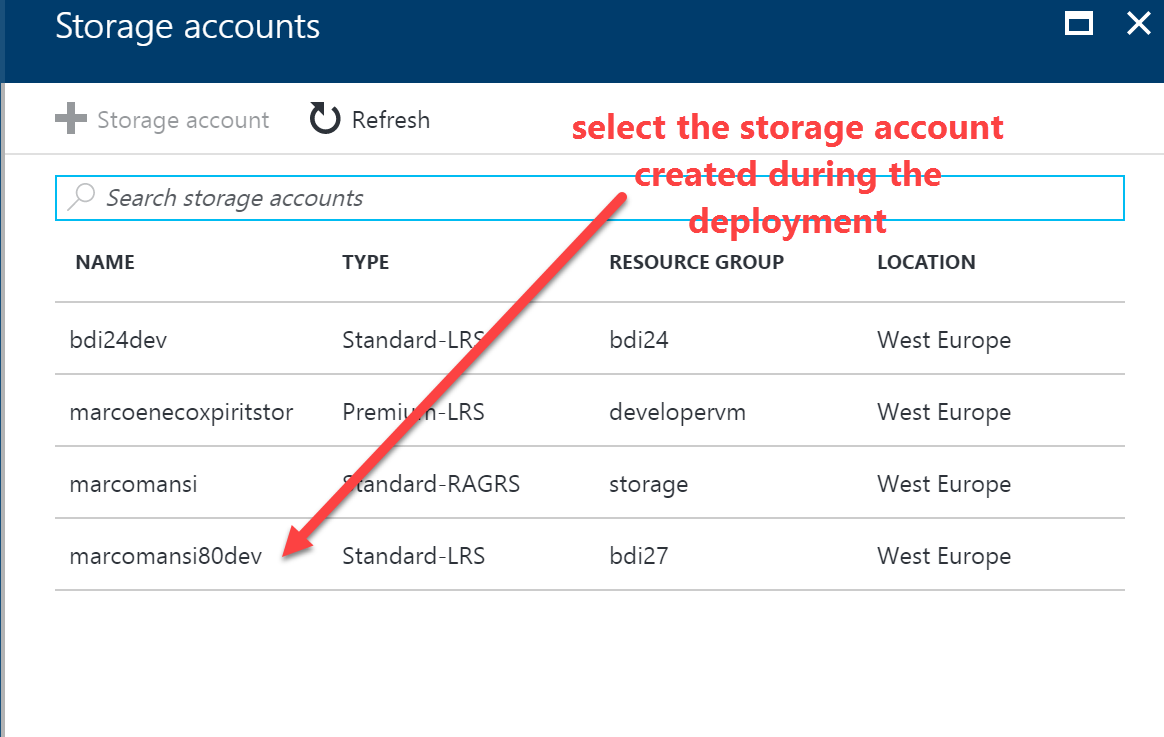 Storage accounts
Storage account Refresh
select the storage account
created during the
deployment
Search storage accounts
NAME TYPE RESOURCE GROUP LOCATION
bdi24dev Standard-LRS bdi24 West Europe
marcoenecoxpiritstor Premium-LRS developervm West Europe
marcomansi Standard-RAGRS storage West Europe
marcomansi80dev Standard-LRS bdi27 West Europe